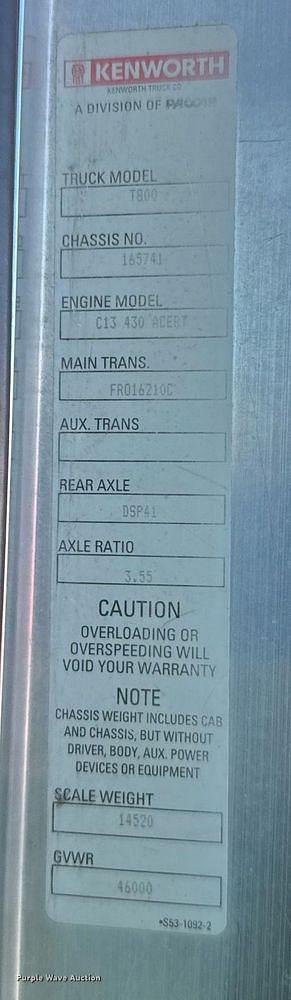 KENWORTH
KENWORTH TRUCK CO
A DIVISION OF PACCAR
TRUCK MODEL
T800
CHASSIS NO.
165741
ENGINE MODEL
C13 430 ACERT
MAIN TRANS.
FRO16210C
AUX. TRANS
REAR AXLE
DSP41
AXLE RATIO
3.55
CAUTION
OVERLOADING OR
OVERSPEEDING WILL
VOID YOUR WARRANTY
NOTE
CHASSIS WEIGHT INCLUDES CAB
AND CHASSIS, BUT WITHOUT
DRIVER, BODY, AUX. POWER
DEVICES OR EQUIPMENT
SCALE WEIGHT
14520
GVWR
46000
*S53-1092-2
Purple Wave Auction